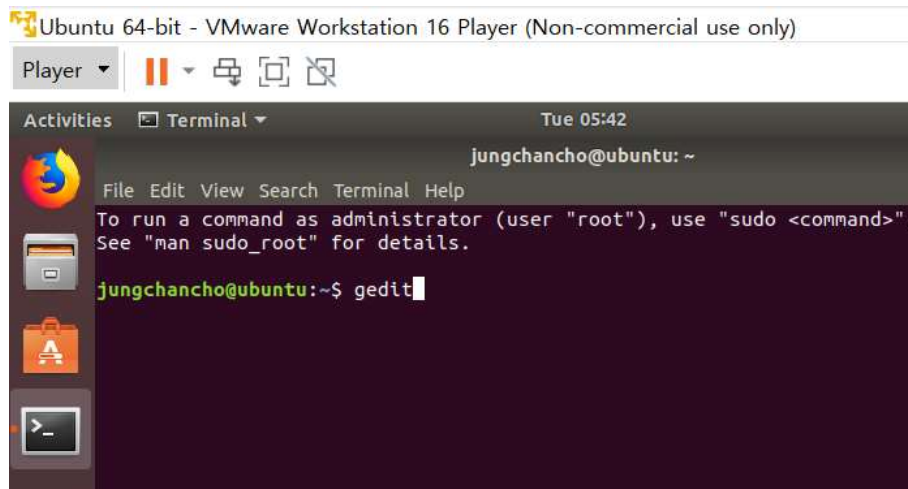 Ubuntu 64-bit - VMware Workstation 16 Player (Non-commercial use only)
Player
Activities Terminal Tue 05:42
jungchancho@ubuntu: ~
File Edit View Search Terminal Help
To run a command as administrator (user "root"), use "sudo <command>"
See "man sudo_root" for details.
jungchancho@ubuntu:~$ gedit